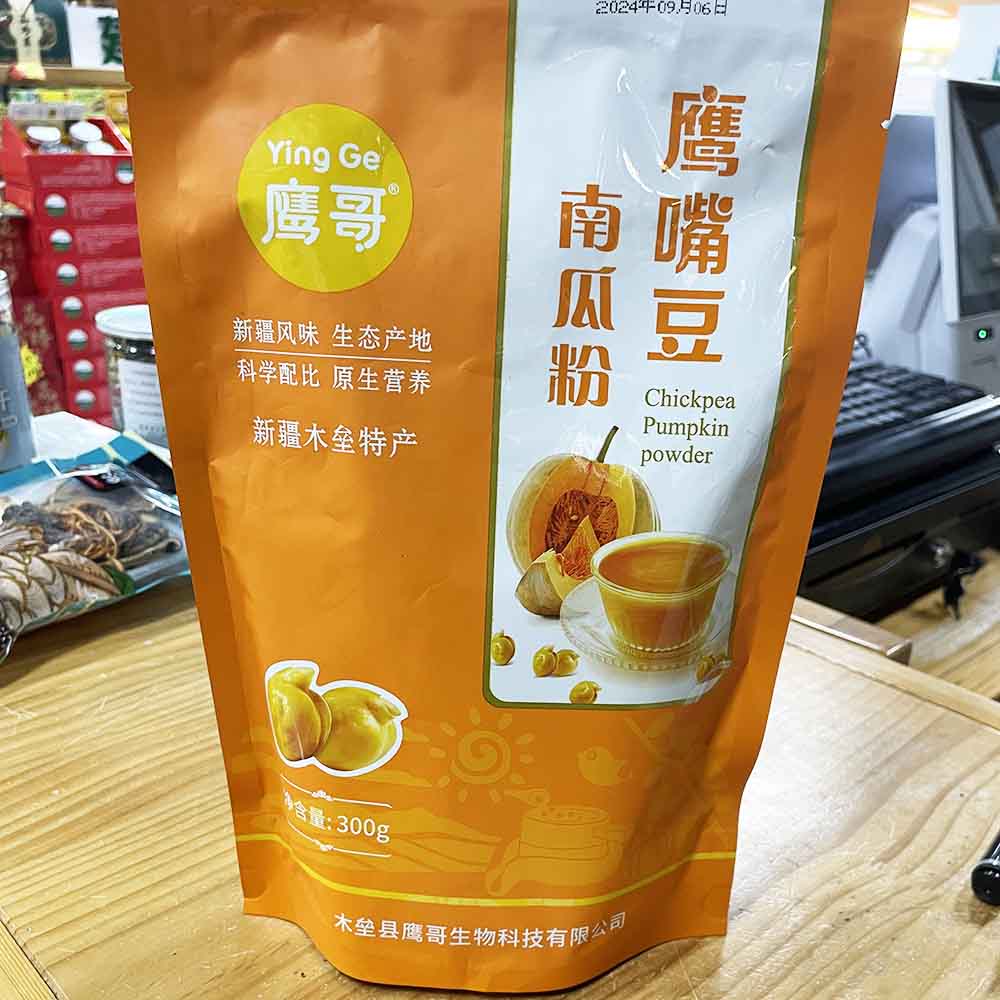 2024年09月06日
鹰嘴豆
南瓜粉
Chickpea
Pumpkin
powder
Ying Ge
鹰哥®
新疆风味 生态产地
科学配比 原生营养
新疆木垒特产
净含量: 300g
木垒县鹰哥生物科技有限公司